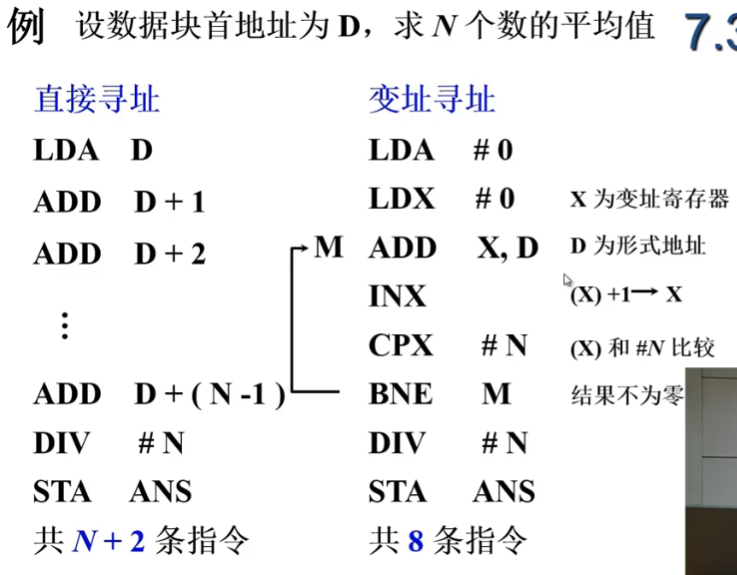 例 设数据块首地址为 D，求 N 个数的平均值 7.3
直接寻址
LDA D
ADD D + 1
ADD D + 2
⋮
ADD D + ( N -1 )
DIV # N
STA ANS
共 N + 2 条指令
变址寻址
LDA # 0
LDX # 0 X 为变址寄存器
M ADD X, D D 为形式地址
INX (X) +1→ X
CPX # N (X) 和 #N 比较
BNE M 结果不为零
DIV # N
STA ANS
共 8 条指令